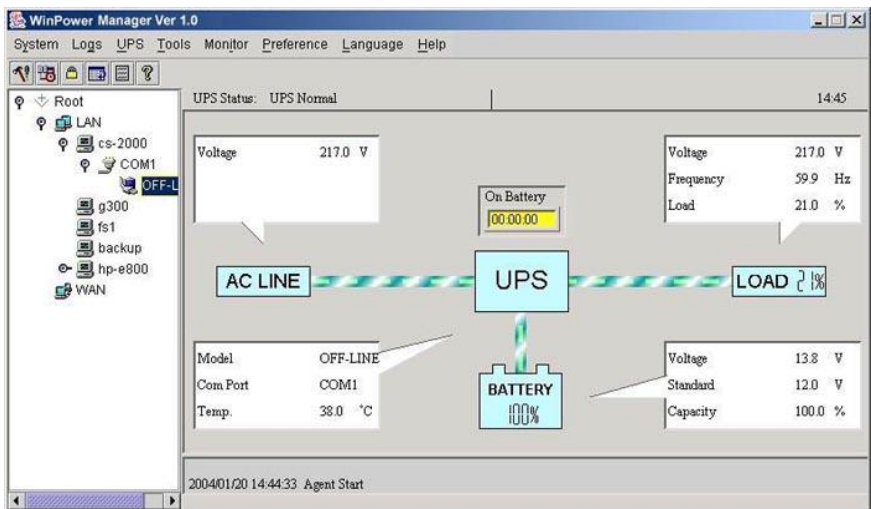 WinPower Manager Ver 1.0
System Logs UPS Tools Monitor Preference Language Help
Root
LAN
cs-2000
COM1
OFF-L
g300
fs1
backup
hp-e800
WAN
UPS Status: UPS Normal 14:45
Voltage 217.0 V
On Battery
00:00:00
Voltage 217.0 V
Frequency 59.9 Hz
Load 21.0 %
AC LINE
UPS
LOAD 21%
Model OFF-LINE
Com Port COM1
Temp. 38.0 °C
BATTERY
100%
Voltage 13.8 V
Standard 12.0 V
Capacity 100.0 %
2004/01/20 14:44:33 Agent Start